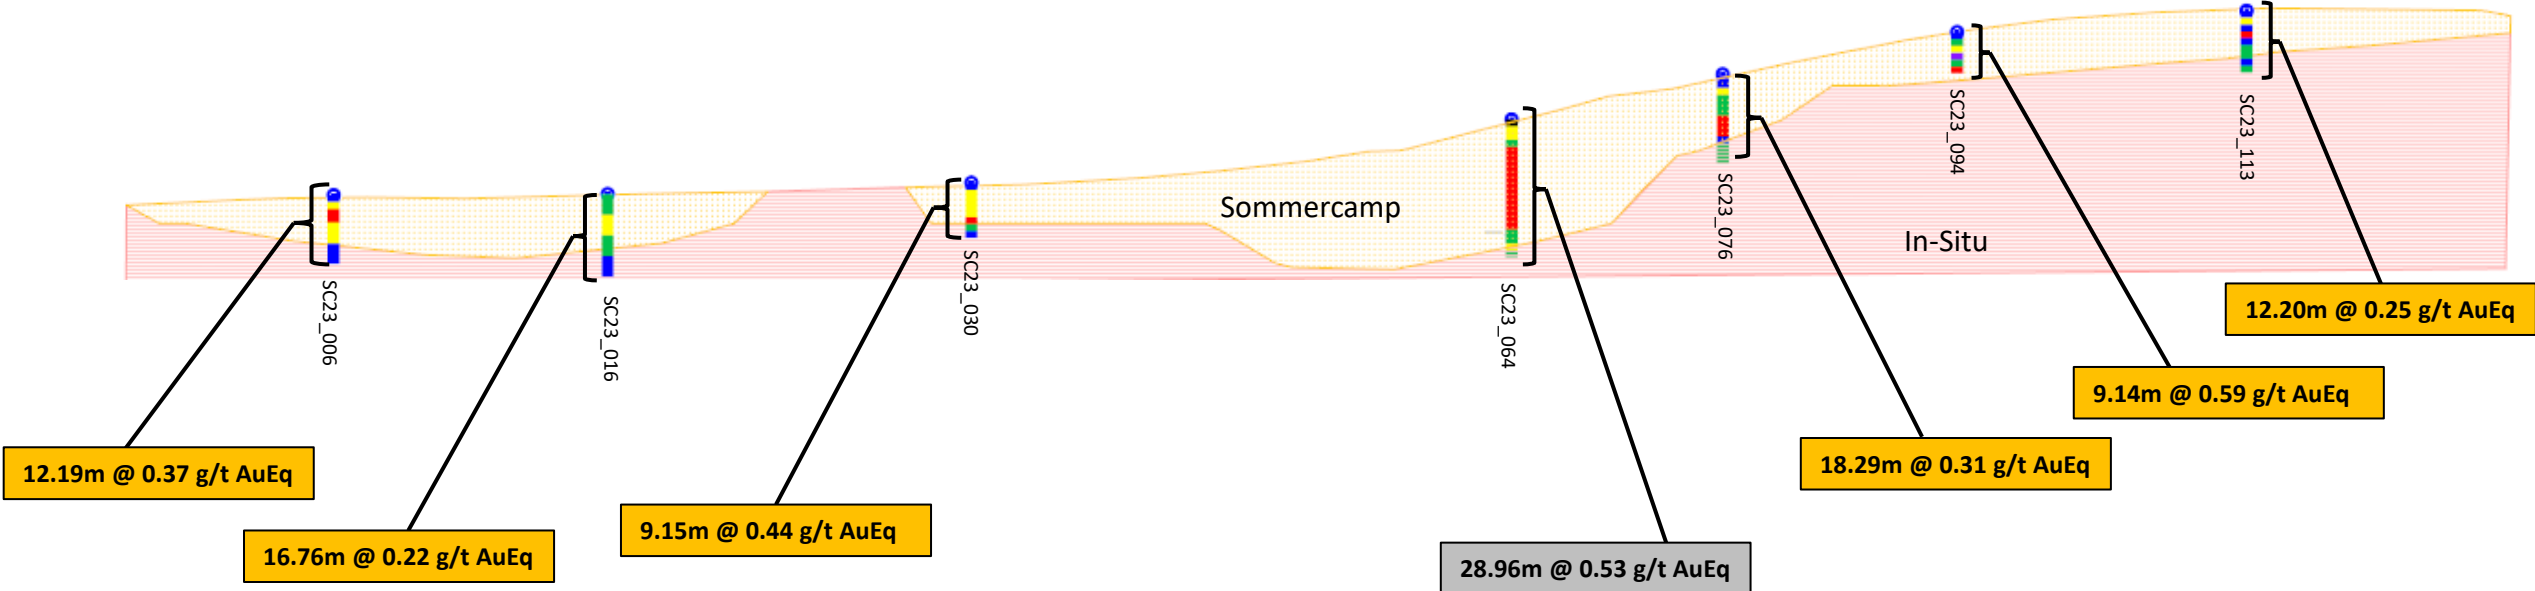 Sommercamp
In-Situ
SC23_006
SC23_016
SC23_030
SC23_064
SC23_076
SC23_094
SC23_113
12.19m @ 0.37 g/t AuEq
16.76m @ 0.22 g/t AuEq
9.15m @ 0.44 g/t AuEq
28.96m @ 0.53 g/t AuEq
18.29m @ 0.31 g/t AuEq
9.14m @ 0.59 g/t AuEq
12.20m @ 0.25 g/t AuEq